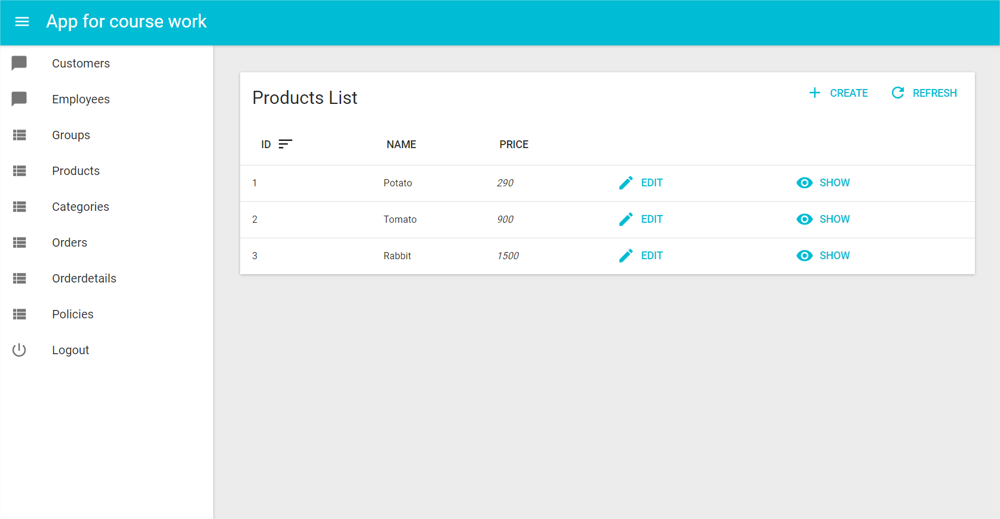 App for course work
Customers
Employees
Groups
Products
Categories
Orders
Orderdetails
Policies
Logout
Products List
CREATE REFRESH
ID NAME PRICE
1 Potato 290 EDIT SHOW
2 Tomato 900 EDIT SHOW
3 Rabbit 1500 EDIT SHOW